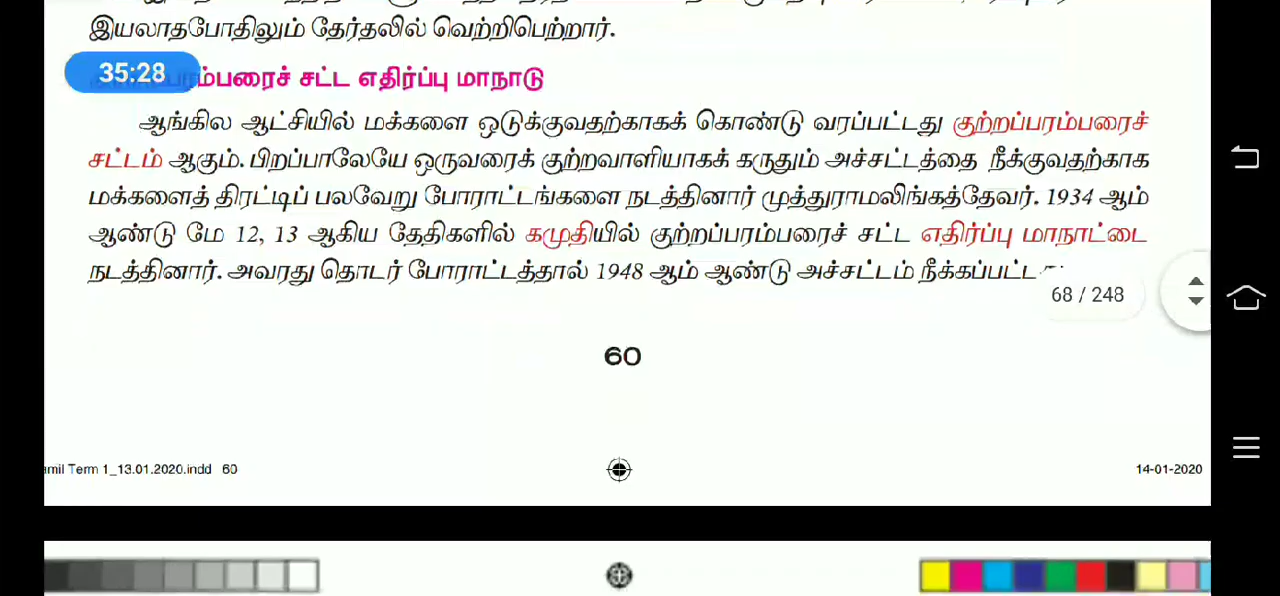 இயலாதபோதிலும் தேர்தலில் வெற்றிபெற்றார்.
35:28
சட்ட எதிர்ப்பு மாநாடு
ஆங்கில ஆட்சியில் மக்களை ஒடுக்குவதற்காகக் கொண்டு வரப்பட்டது குற்றப்பரம்பரைச்
சட்டம் ஆகும். பிறப்பாலேயே ஒருவரைக் குற்றவாளியாகக் கருதும் அச்சட்டத்தை நீக்குவதற்காக
மக்களைத் திரட்டிப் பலவேறு போராட்டங்களை நடத்தினார் முத்துராமலிங்கத்தேவர். 1934 ஆம்
ஆண்டு மே 12, 13 ஆகிய தேதிகளில் கமுதியில் குற்றப்பரம்பரைச் சட்ட எதிர்ப்பு மாநாட்டை
நடத்தினார். அவரது தொடர் போராட்டத்தால் 1948 ஆம் ஆண்டு அச்சட்டம் நீக்கப்பட்ட
68 / 248
60
amil Term 1_13.01.2020.indd 60
14-01-2020